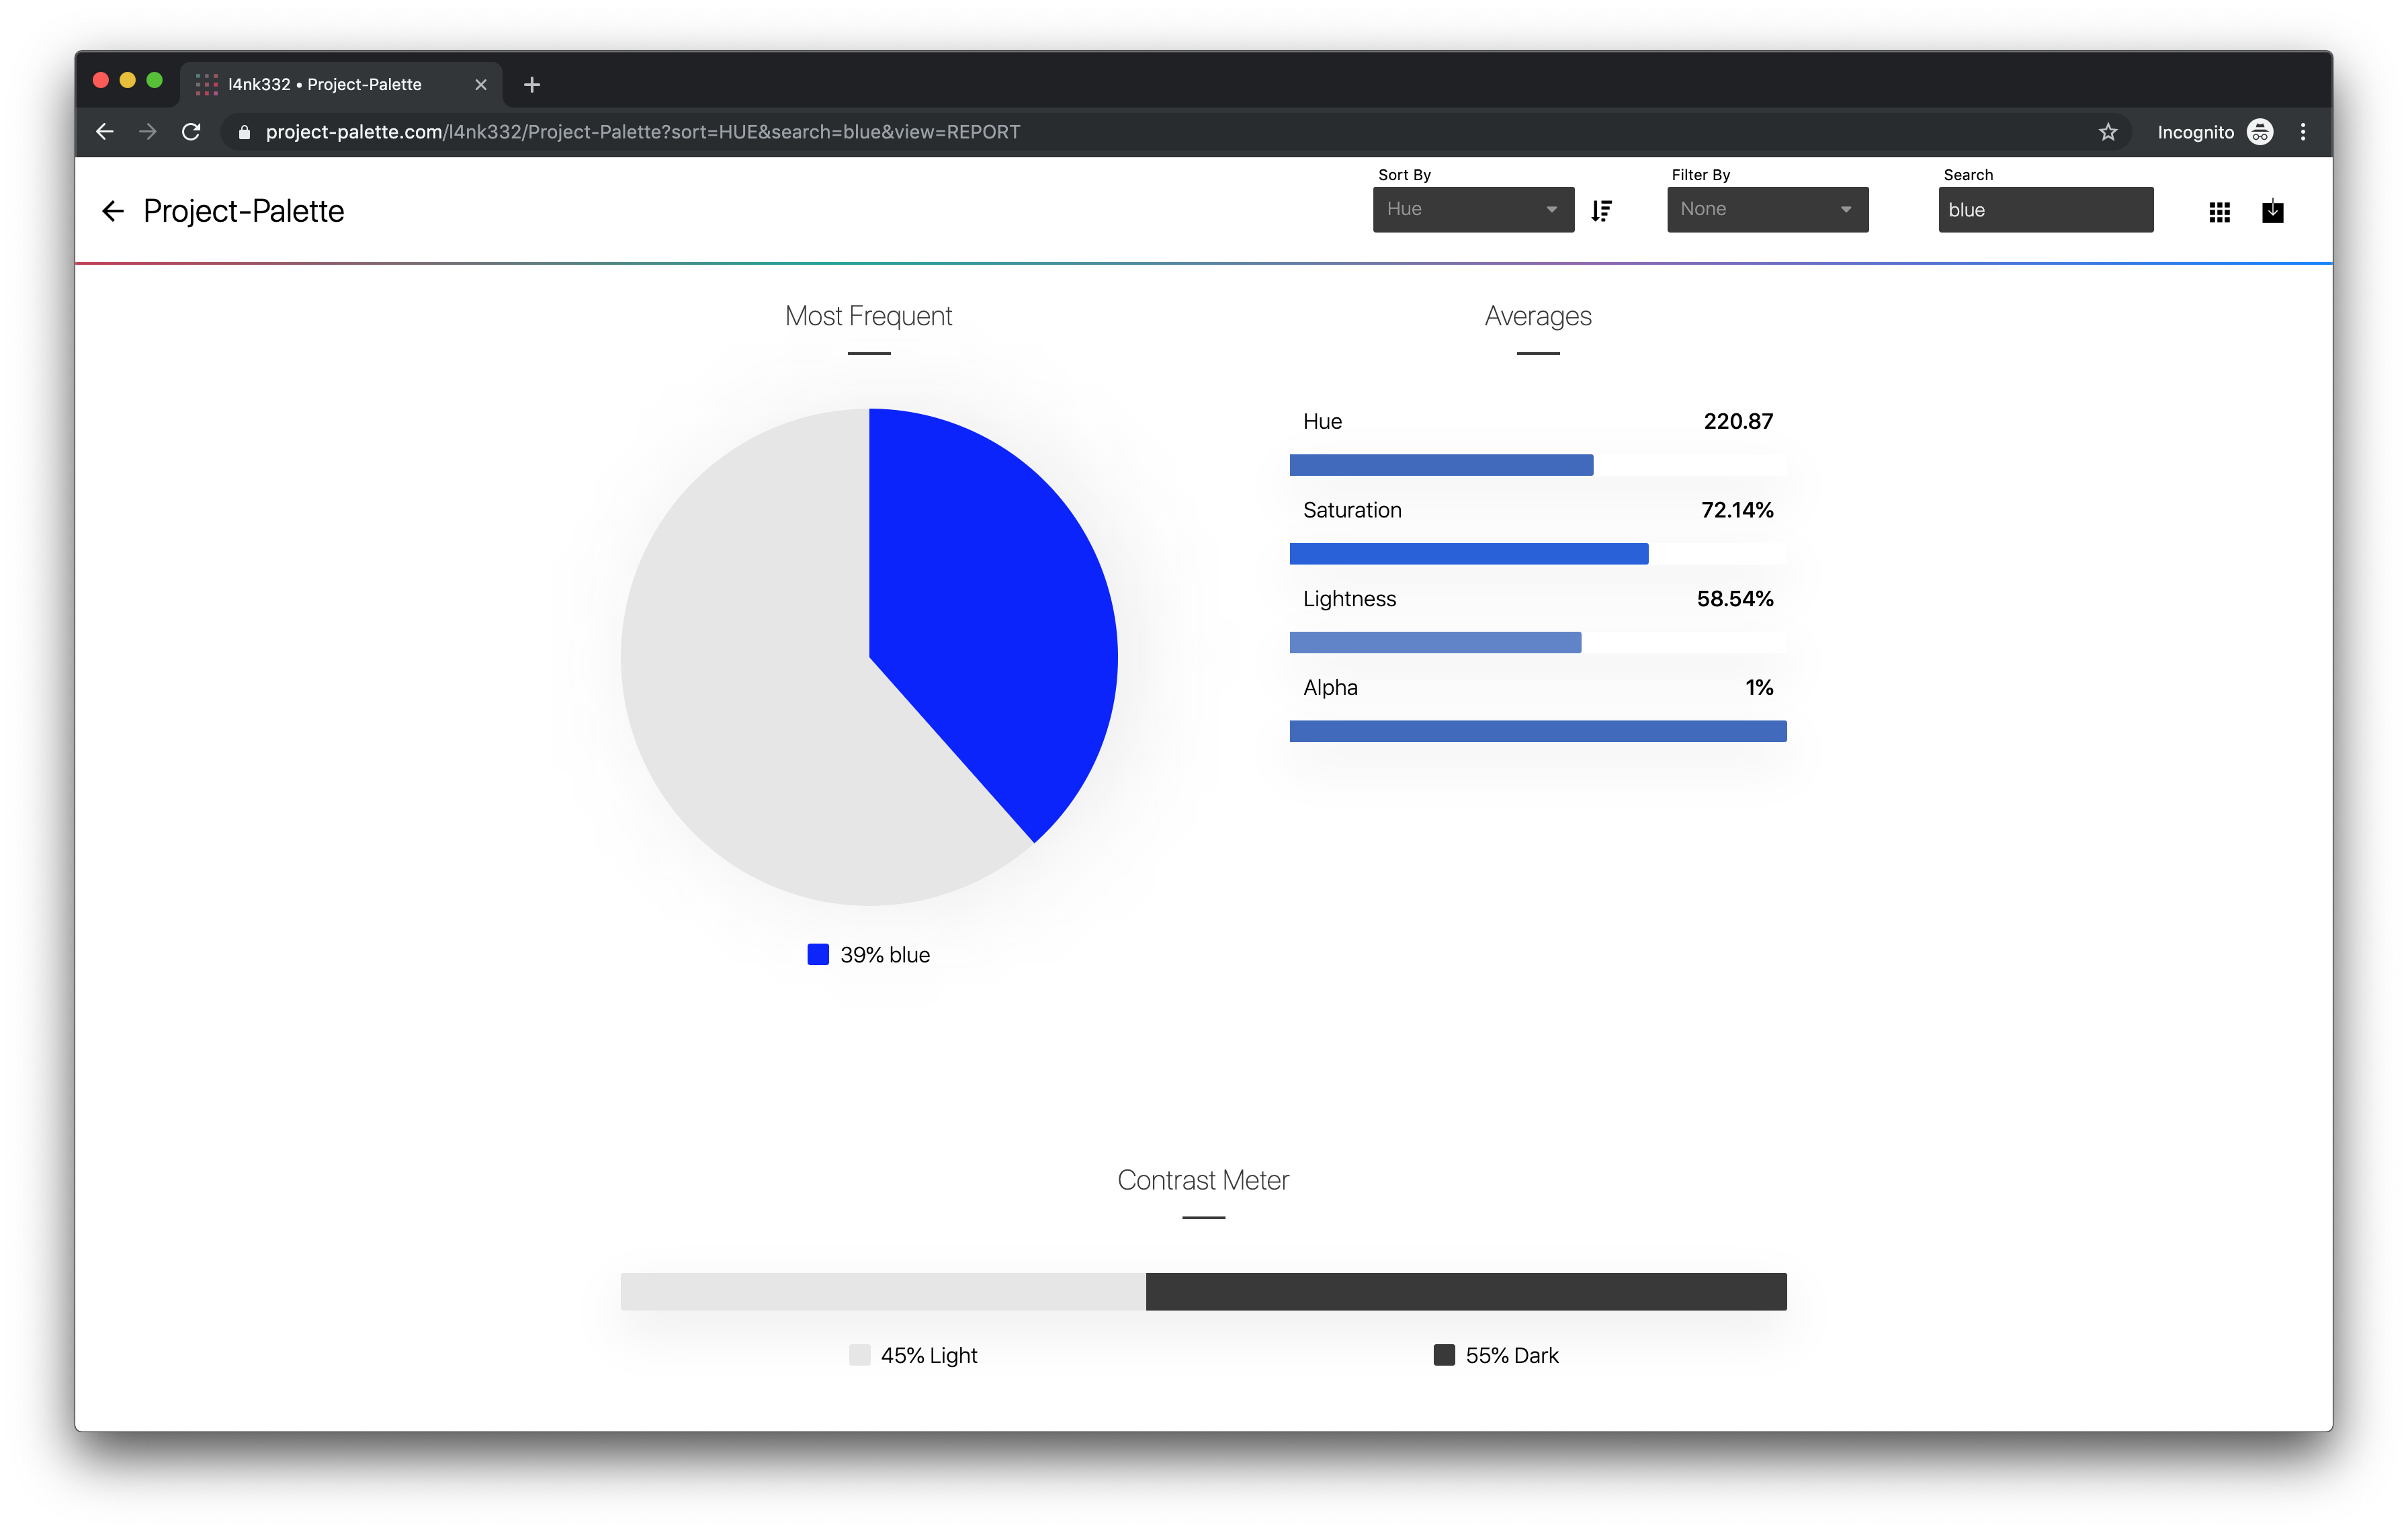 l4nk332 • Project-Palette
project-palette.com/l4nk332/Project-Palette?sort=HUE&search=blue&view=REPORT
Incognito
Project-Palette
Sort By
Hue
Filter By
None
Search
blue
Most Frequent
39% blue
Averages
Hue 220.87
Saturation 72.14%
Lightness 58.54%
Alpha 1%
Contrast Meter
45% Light
55% Dark